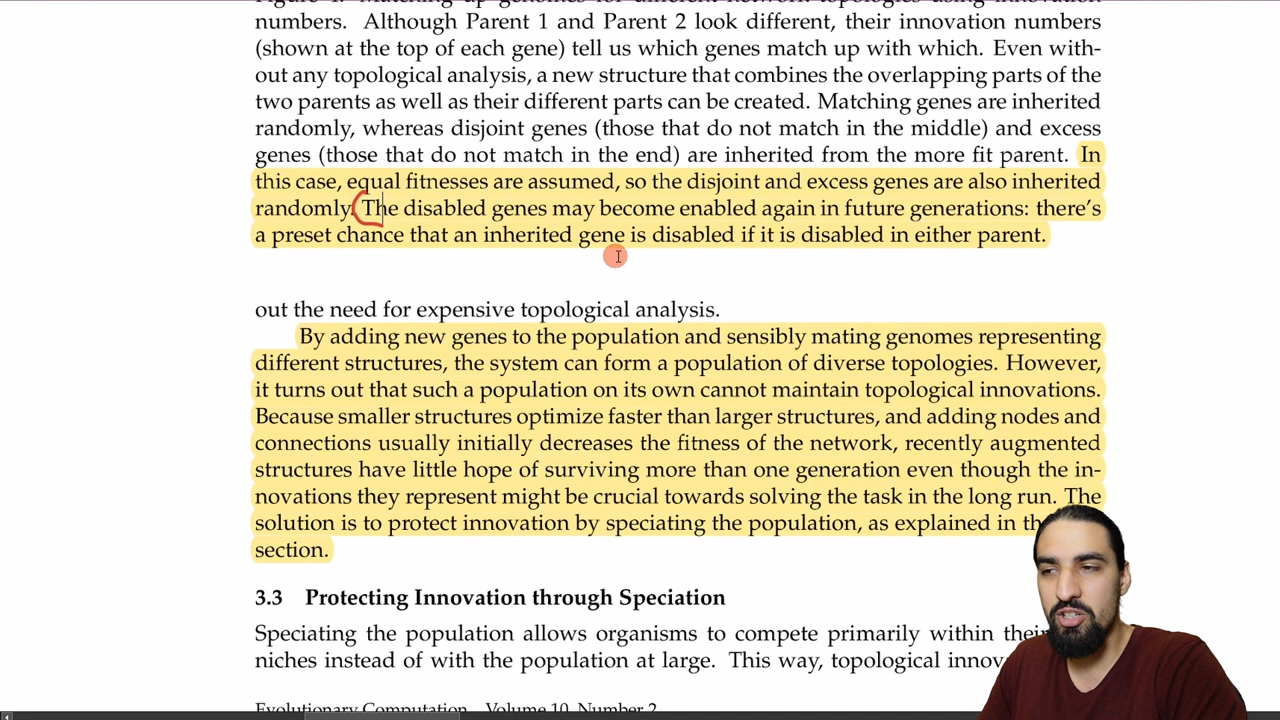 numbers. Although Parent 1 and Parent 2 look different, their innovation numbers
(shown at the top of each gene) tell us which genes match up with which. Even with-
out any topological analysis, a new structure that combines the overlapping parts of the
two parents as well as their different parts can be created. Matching genes are inherited
randomly, whereas disjoint genes (those that do not match in the middle) and excess
genes (those that do not match in the end) are inherited from the more fit parent. In
this case, equal fitnesses are assumed, so the disjoint and excess genes are also inherited
randomly. The disabled genes may become enabled again in future generations: there's
a preset chance that an inherited gene is disabled if it is disabled in either parent.
out the need for expensive topological analysis.
By adding new genes to the population and sensibly mating genomes representing
different structures, the system can form a population of diverse topologies. However,
it turns out that such a population on its own cannot maintain topological innovations.
Because smaller structures optimize faster than larger structures, and adding nodes and
connections usually initially decreases the fitness of the network, recently augmented
structures have little hope of surviving more than one generation even though the in-
novations they represent might be crucial towards solving the task in the long run. The
solution is to protect innovation by speciating the population, as explained in
section.
3.3 Protecting Innovation through Speciation
Speciating the population allows organisms to compete primarily within
niches instead of with the population at large. This way, topological
Evolutionary Computation Volume 10, Number 2